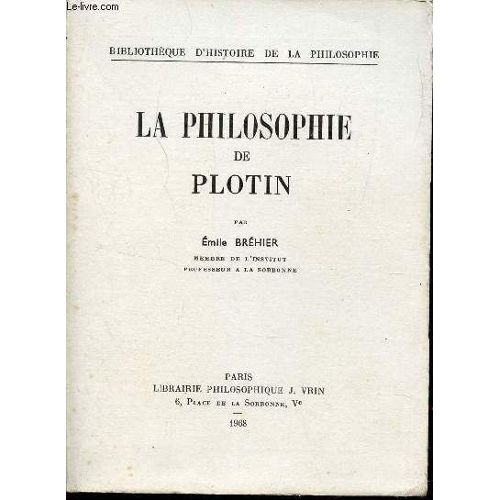 Le-livre.com
BIBLIOTHÈQUE D'HISTOIRE DE LA PHILOSOPHIE
LA PHILOSOPHIE
DE
PLOTIN
PAR
Émile BRÉHIER
MEMBRE DE L'INSTITUT
PROFESSEUR A LA SORBONNE
PARIS
LIBRAIRIE PHILOSOPHIQUE J. VRIN
6, PLACE DE LA SORBONNE, Ve
1968